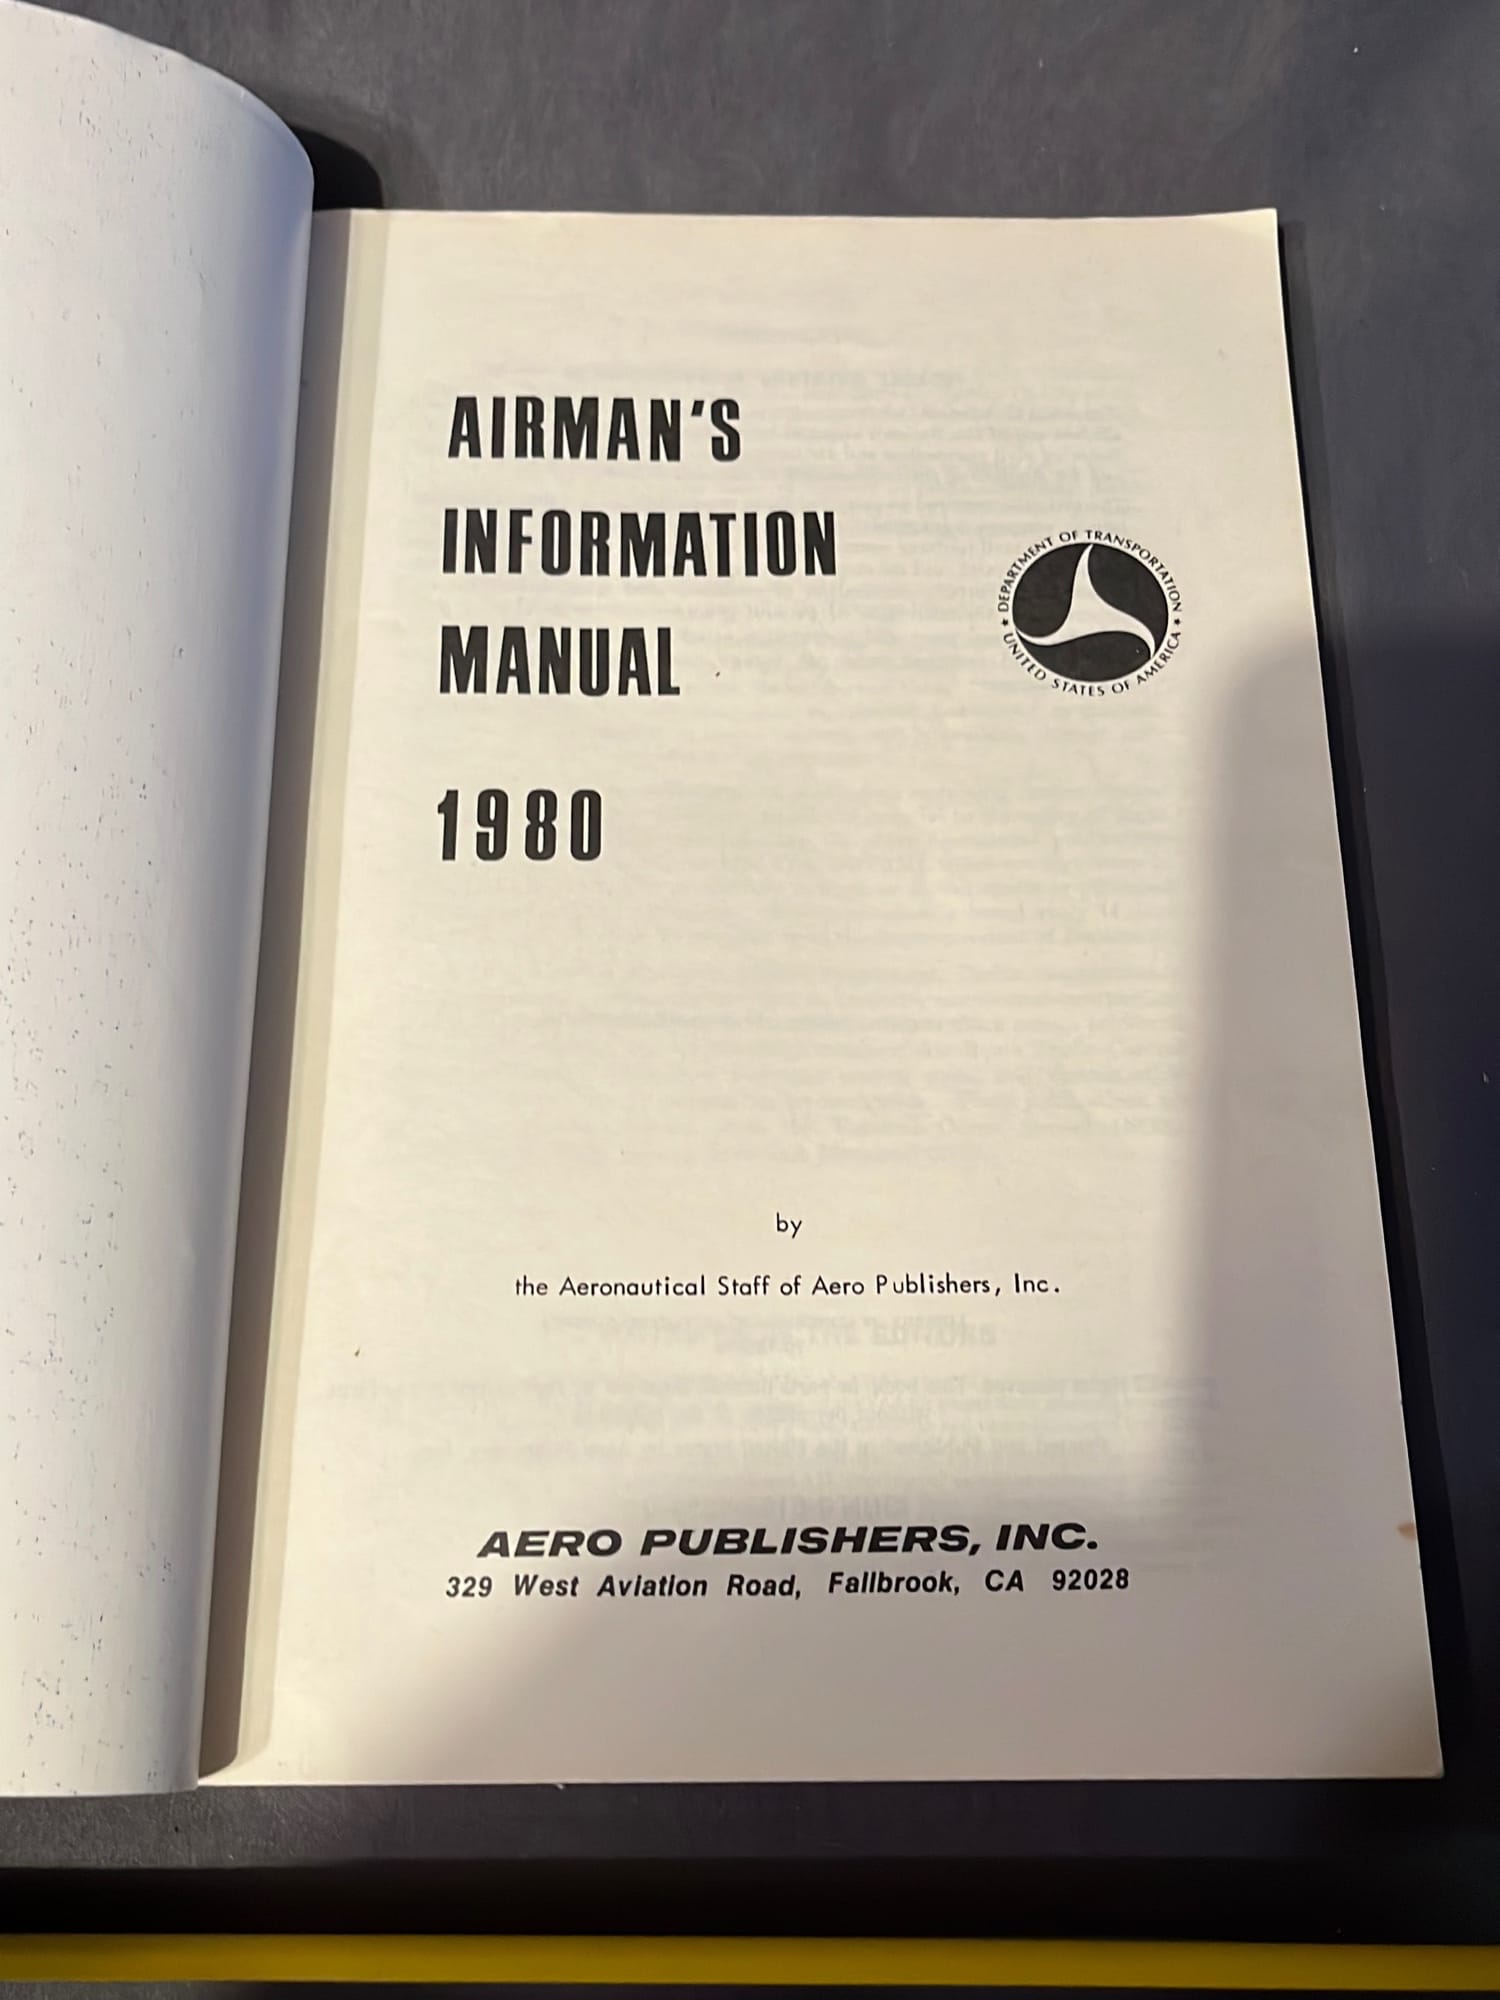 AIRMAN'S
INFORMATION
MANUAL
★ DEPARTMENT OF TRANSPORTATION ★
UNITED STATES OF AMERICA
1980
by
the Aeronautical Staff of Aero Publishers, Inc.
AERO PUBLISHERS, INC.
329 West Aviation Road, Fallbrook, CA 92028